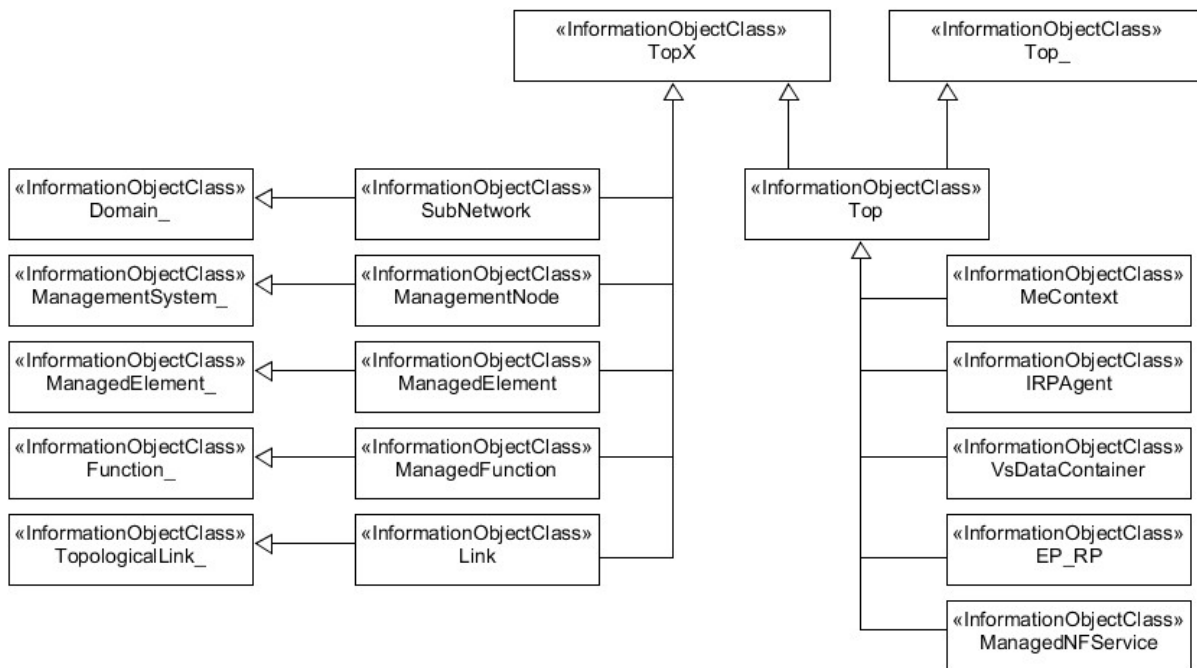 «InformationObjectClass»
TopX
«InformationObjectClass»
Top_
«InformationObjectClass»
Domain_
«InformationObjectClass»
SubNetwork
«InformationObjectClass»
Top
«InformationObjectClass»
ManagementSystem_
«InformationObjectClass»
ManagementNode
«InformationObjectClass»
MeContext
«InformationObjectClass»
ManagedElement_
«InformationObjectClass»
ManagedElement
«InformationObjectClass»
IRPAgent
«InformationObjectClass»
Function_
«InformationObjectClass»
ManagedFunction
«InformationObjectClass»
VsDataContainer
«InformationObjectClass»
TopologicalLink_
«InformationObjectClass»
Link
«InformationObjectClass»
EP_RP
«InformationObjectClass»
ManagedNFService